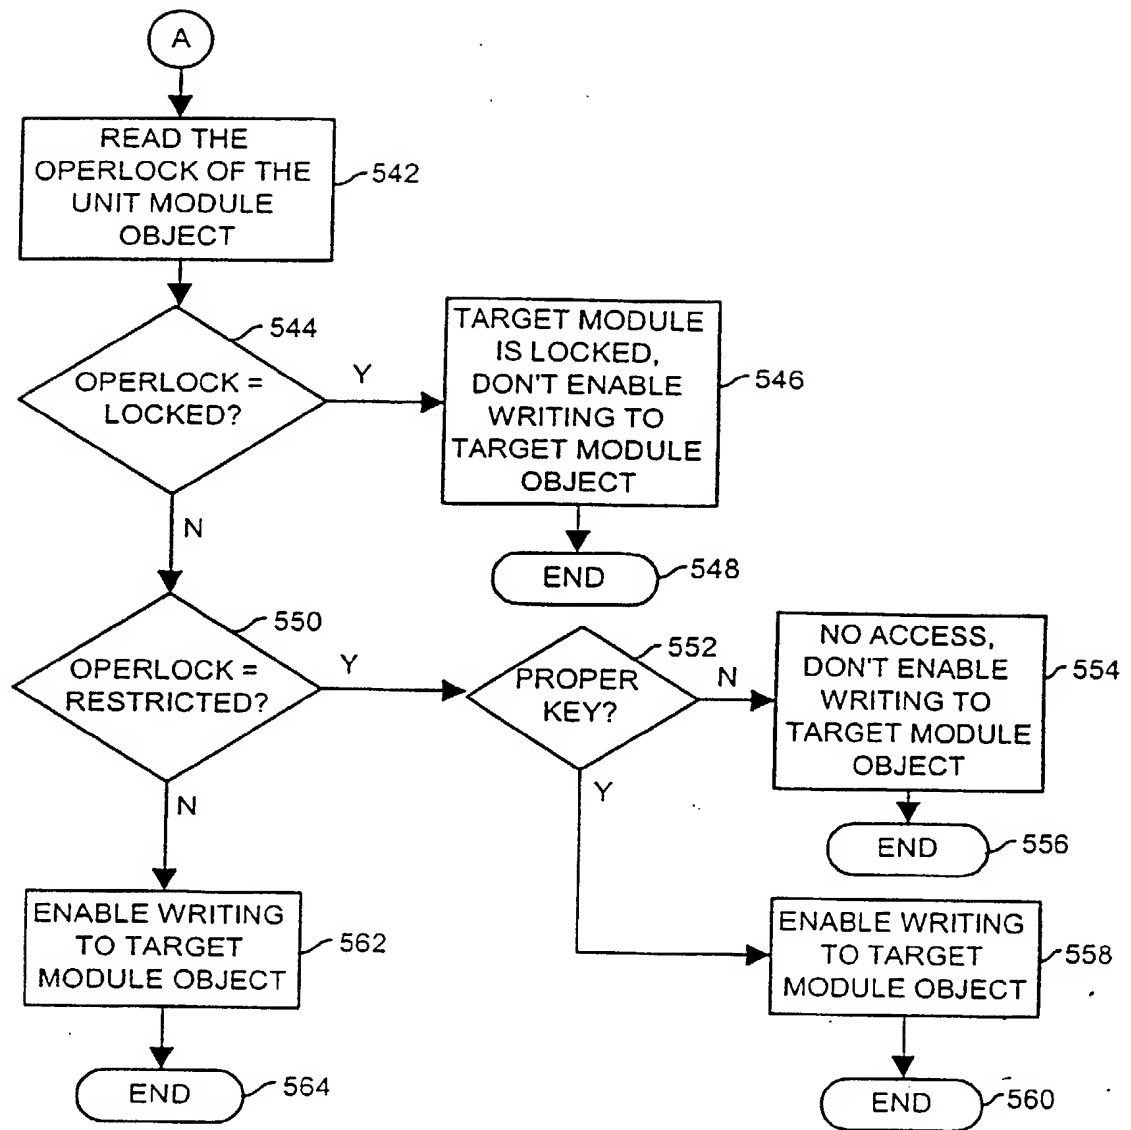 A
READ THE
OPERLOCK OF THE
UNIT MODULE
OBJECT
542
544
OPERLOCK =
LOCKED?
Y
N
TARGET MODULE
IS LOCKED,
DON'T ENABLE
WRITING TO
TARGET MODULE
OBJECT
546
END
548
550
OPERLOCK =
RESTRICTED?
Y
N
552
PROPER
KEY?
N
Y
NO ACCESS,
DON'T ENABLE
WRITING TO
TARGET MODULE
OBJECT
554
END
556
ENABLE WRITING
TO TARGET
MODULE OBJECT
562
END
564
ENABLE WRITING
TO TARGET
MODULE OBJECT
558
END
560